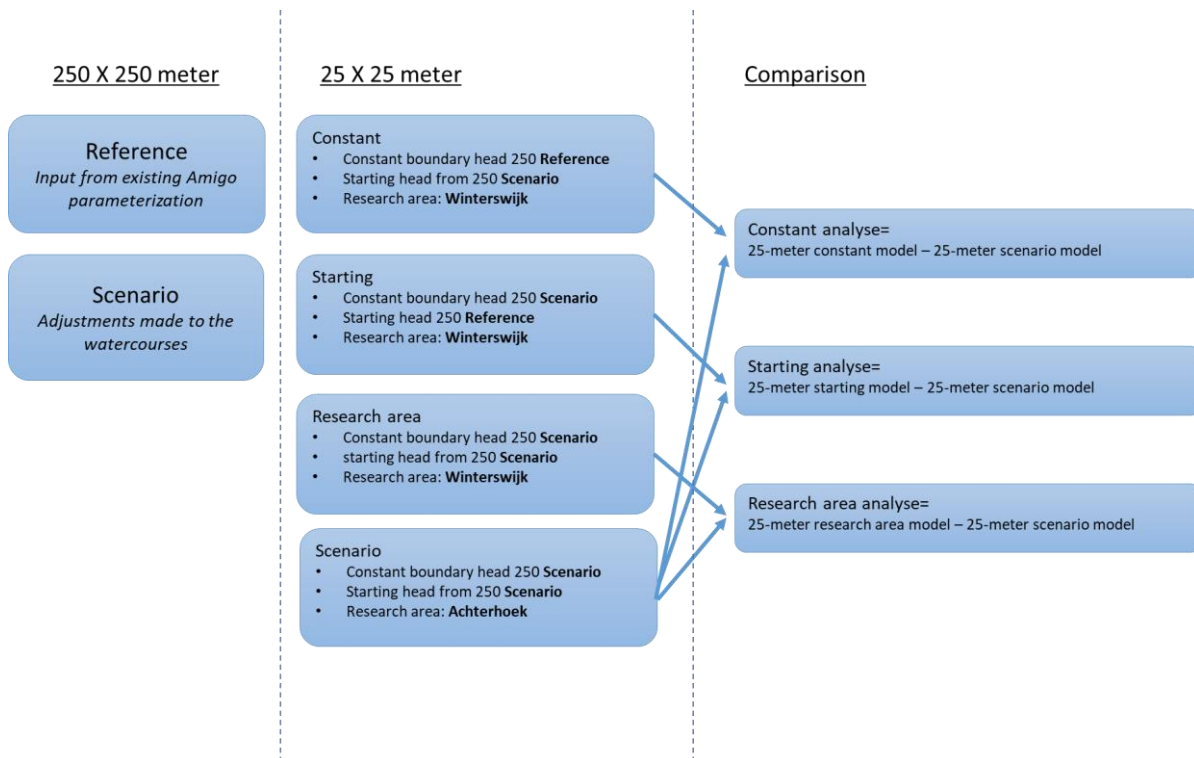 250 X 250 meter
Reference
Input from existing Amigo
parameterization
Scenario
Adjustments made to the
watercourses
25 X 25 meter
Constant
• Constant boundary head 250 Reference
• Starting head from 250 Scenario
• Research area: Winterswijk
Starting
• Constant boundary head 250 Scenario
• Starting head 250 Reference
• Research area: Winterswijk
Research area
• Constant boundary head 250 Scenario
• starting head from 250 Scenario
• Research area: Winterswijk
Scenario
• Constant boundary head 250 Scenario
• Starting head from 250 Scenario
• Research area: Achterhoek
Comparison
Constant analyse=
25-meter constant model – 25-meter scenario model
Starting analyse=
25-meter starting model – 25-meter scenario model
Research area analyse=
25-meter research area model – 25-meter scenario model